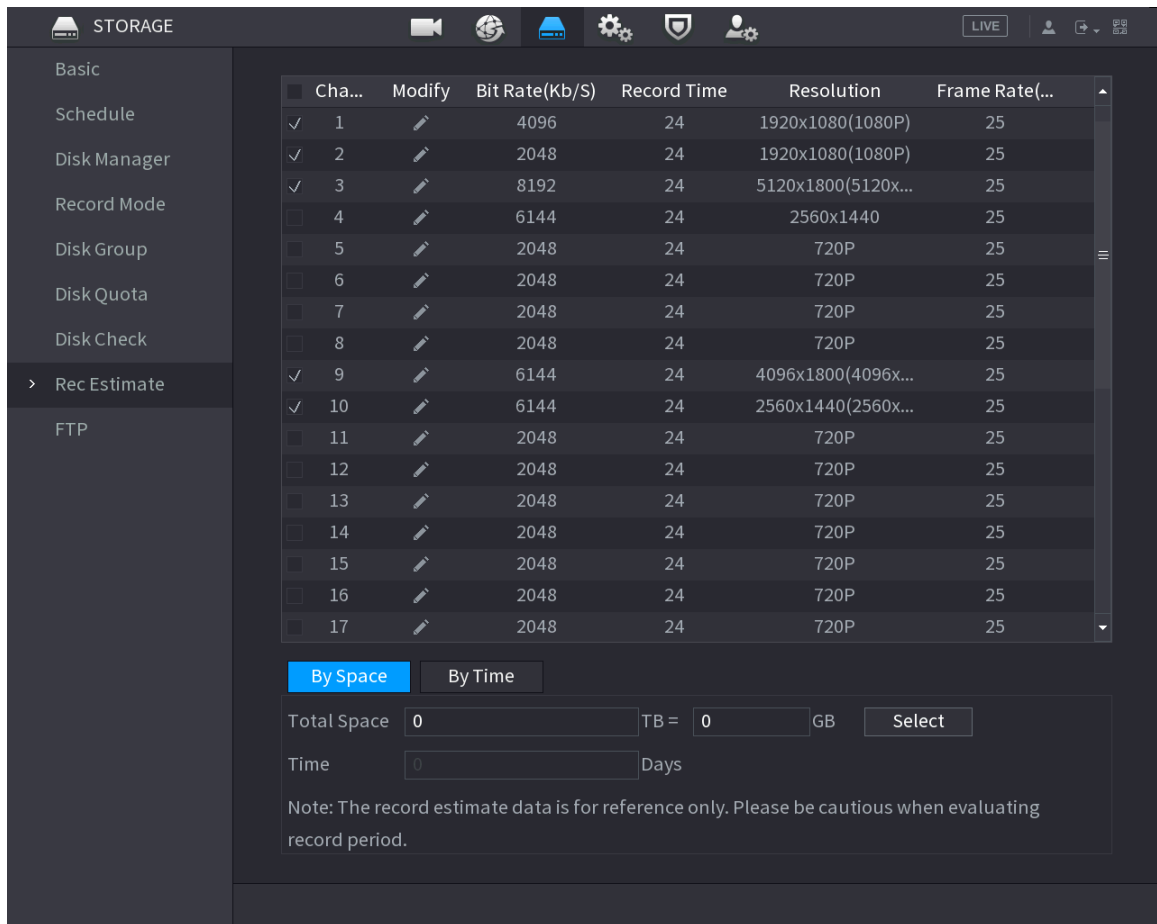 STORAGE LIVE
Basic
Schedule
Disk Manager
Record Mode
Disk Group
Disk Quota
Disk Check
Rec Estimate
FTP
Cha... Modify Bit Rate(Kb/S) Record Time Resolution Frame Rate(...
1 4096 24 1920x1080(1080P) 25
2 2048 24 1920x1080(1080P) 25
3 8192 24 5120x1800(5120x... 25
4 6144 24 2560x1440 25
5 2048 24 720P 25
6 2048 24 720P 25
7 2048 24 720P 25
8 2048 24 720P 25
9 6144 24 4096x1800(4096x... 25
10 6144 24 2560x1440(2560x... 25
11 2048 24 720P 25
12 2048 24 720P 25
13 2048 24 720P 25
14 2048 24 720P 25
15 2048 24 720P 25
16 2048 24 720P 25
17 2048 24 720P 25
By Space By Time
Total Space 0 TB = 0 GB Select
Time 0 Days
Note: The record estimate data is for reference only. Please be cautious when evaluating
record period.